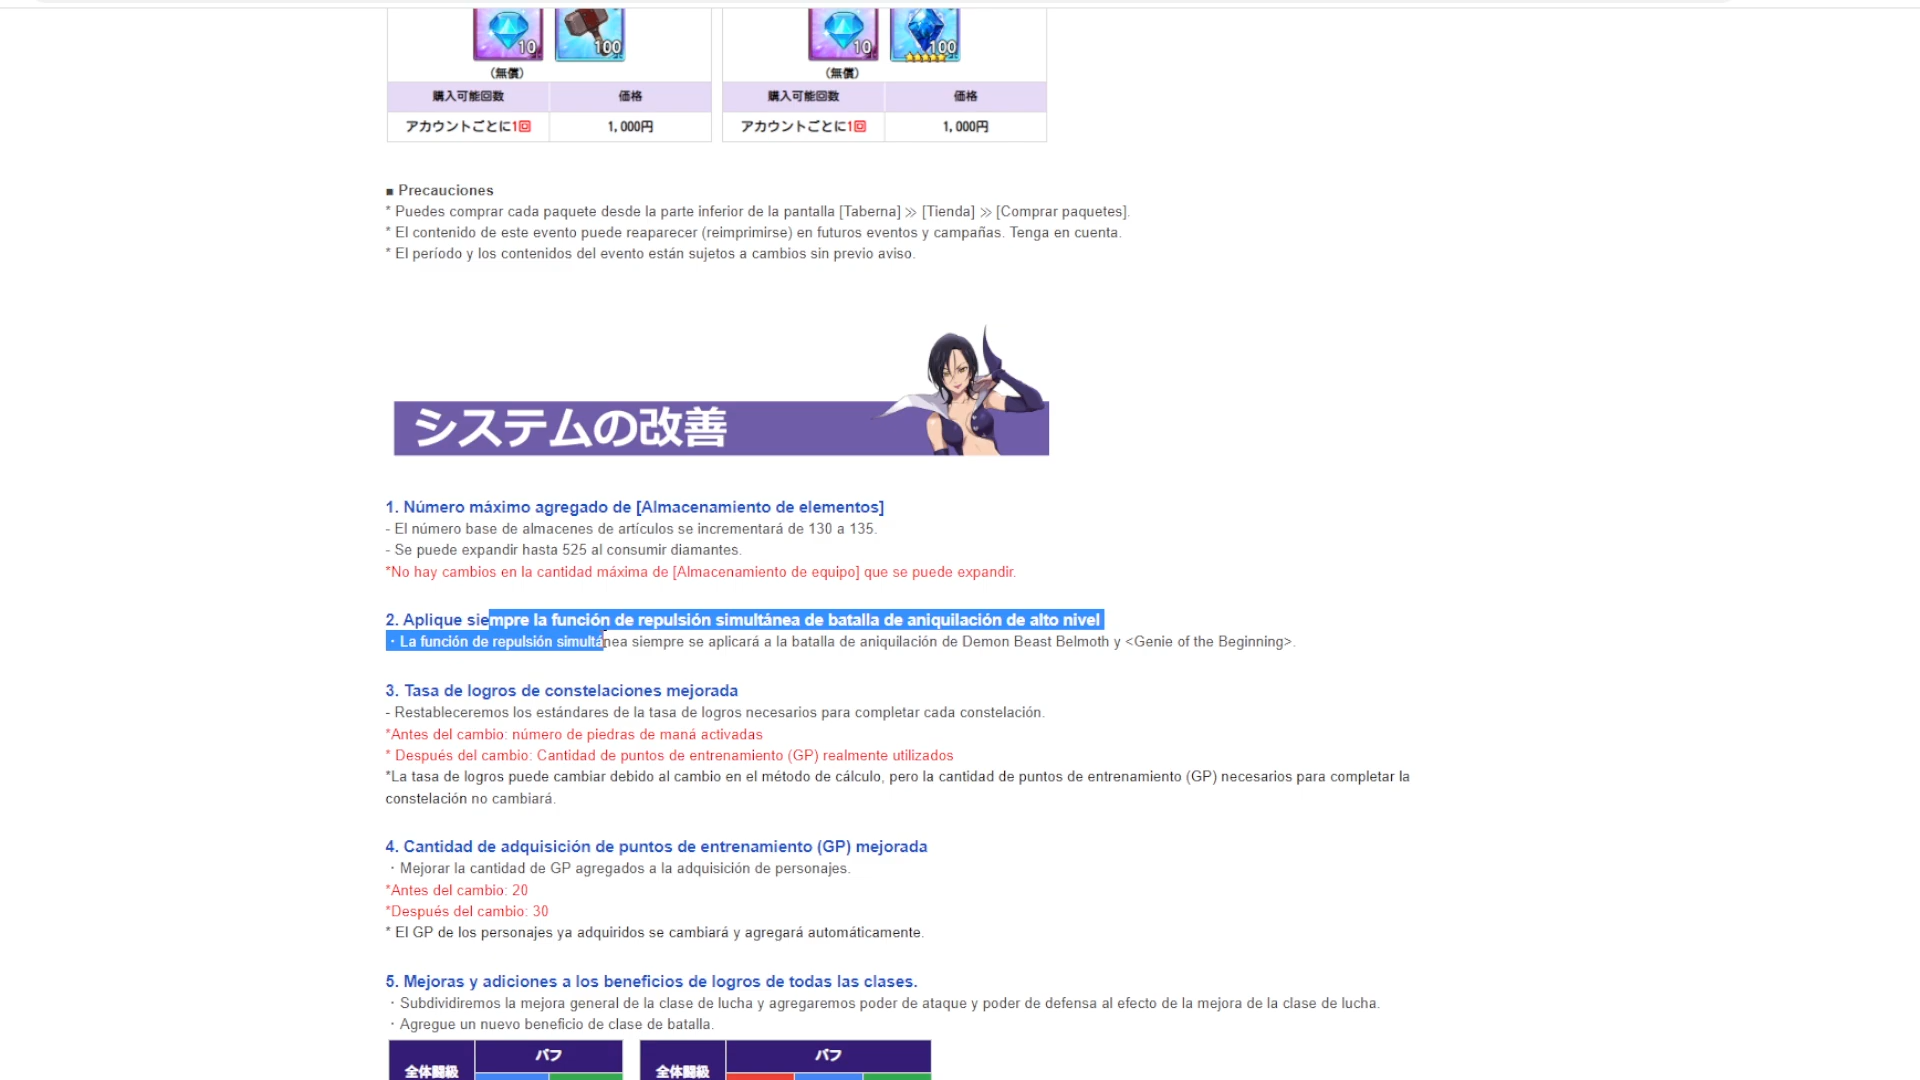 10 100 10 100
(無償) (無償)
購入可能回数 価格 購入可能回数 価格
アカウントごとに1回 1,000円 アカウントごとに1回 1,000円
■ Precauciones
* Puedes comprar cada paquete desde la parte inferior de la pantalla [Taberna] ≫ [Tienda] ≫ [Comprar paquetes].
* El contenido de este evento puede reaparecer (reimprimirse) en futuros eventos y campañas. Tenga en cuenta.
* El período y los contenidos del evento están sujetos a cambios sin previo aviso.
システムの改善
1. Número máximo agregado de [Almacenamiento de elementos]
- El número base de almacenes de artículos se incrementará de 130 a 135.
- Se puede expandir hasta 525 al consumir diamantes.
*No hay cambios en la cantidad máxima de [Almacenamiento de equipo] que se puede expandir.
2. Aplique siempre la función de repulsión simultánea de batalla de aniquilación de alto nivel
・La función de repulsión simultánea siempre se aplicará a la batalla de aniquilación de Demon Beast Belmoth y <Genie of the Beginning>.
3. Tasa de logros de constelaciones mejorada
- Restableceremos los estándares de la tasa de logros necesarios para completar cada constelación.
*Antes del cambio: número de piedras de maná activadas
* Después del cambio: Cantidad de puntos de entrenamiento (GP) realmente utilizados
*La tasa de logros puede cambiar debido al cambio en el método de cálculo, pero la cantidad de puntos de entrenamiento (GP) necesarios para completar la
constelación no cambiará.
4. Cantidad de adquisición de puntos de entrenamiento (GP) mejorada
・Mejorar la cantidad de GP agregados a la adquisición de personajes.
*Antes del cambio: 20
*Después del cambio: 30
* El GP de los personajes ya adquiridos se cambiará y agregará automáticamente.
5. Mejoras y adiciones a los beneficios de logros de todas las clases.
・Subdividiremos la mejora general de la clase de lucha y agregaremos poder de ataque y poder de defensa al efecto de la mejora de la clase de lucha.
・Agregue un nuevo beneficio de clase de batalla.
全体闘級 バフ 全体闘級 バフ